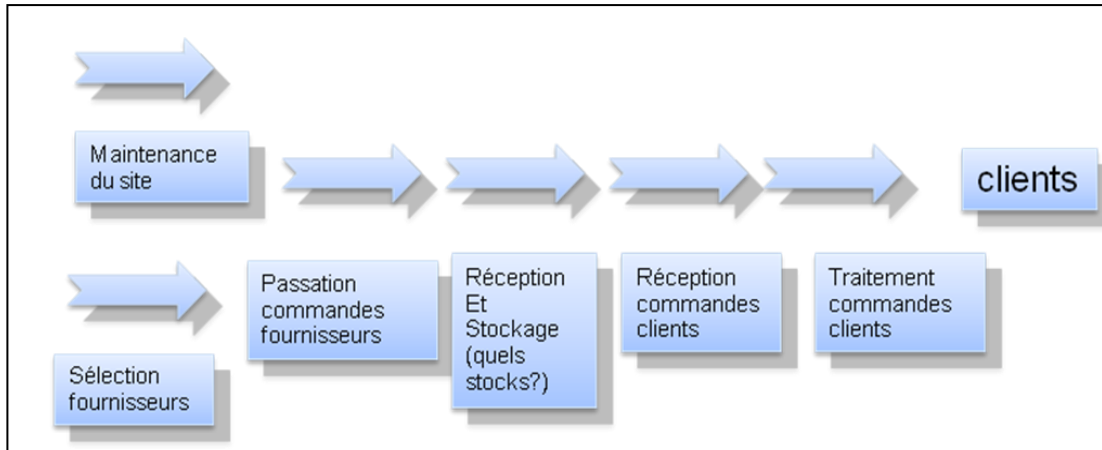 Maintenance
du site
clients
Passation
commandes
fournisseurs
Réception
Et
Stockage
(quels
stocks?)
Réception
commandes
clients
Traitement
commandes
clients
Sélection
fournisseurs